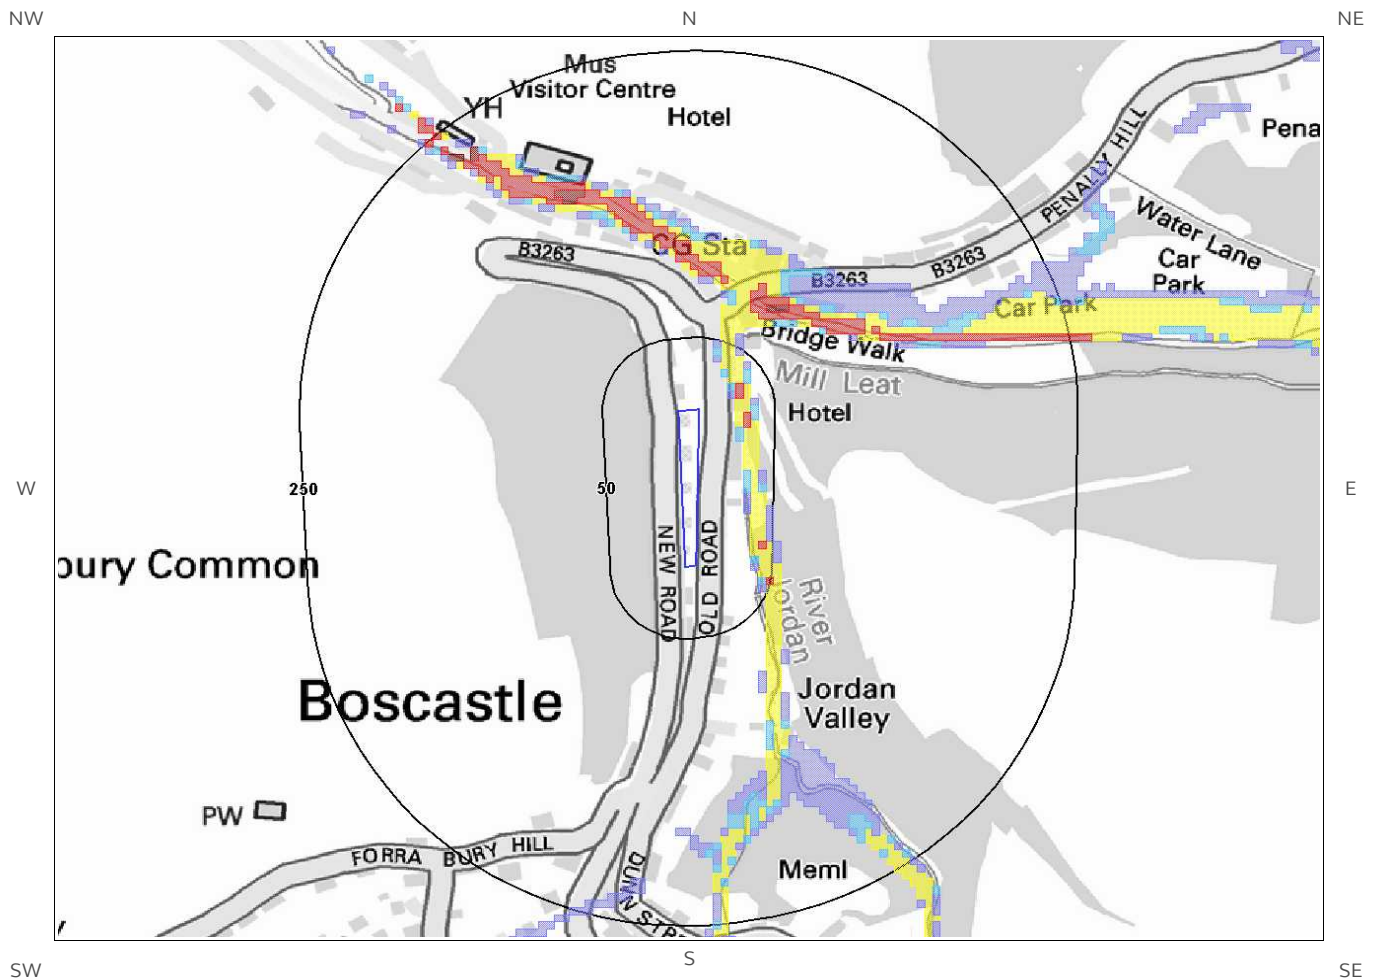 NW
N
NE
Mus
Visitor Centre
YH
Hotel
Pena
PENALLY HILL
Water Lane
CG Sta
B3263
B3263
B3263
Car
Park
Car Park
Bridge Walk
Mill Leat
Hotel
W
250
50
E
NEW ROAD
OLD ROAD
bury Common
River
Jordan
Boscastle
Jordan
Valley
PW
FORRA BURY HILL
DUNN STR
Meml
y
SW
S
SE